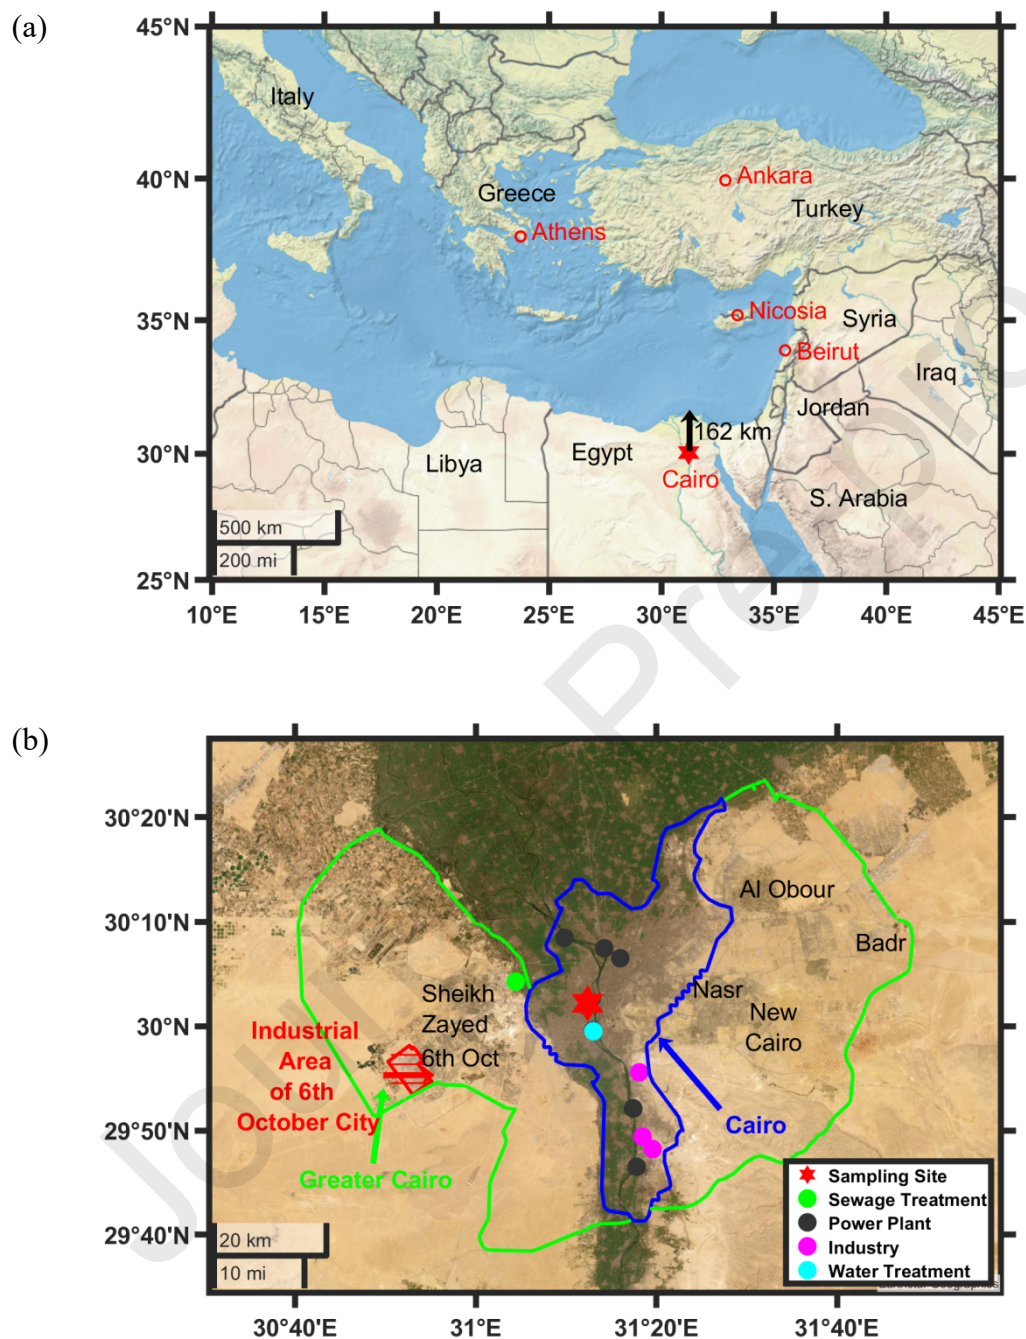 (a)
45°N
40°N
35°N
30°N
25°N
Italy
Greece
Ankara
Turkey
Athens
Nicosia
Syria
Beirut
Iraq
Jordan
162 km
Libya
Egypt
Cairo
S. Arabia
500 km
200 mi
10°E 15°E 20°E 25°E 30°E 35°E 40°E 45°E
(b)
30°20'N
30°10'N
30°N
29°50'N
29°40'N
Al Obour
Badr
Sheikh
Zayed
6th Oct
Nasr
New
Cairo
Industrial
Area
of 6th
October City
Cairo
Greater Cairo
Sampling Site
Sewage Treatment
Power Plant
Industry
Water Treatment
20 km
10 mi
30°40'E 31°E 31°20'E 31°40'E